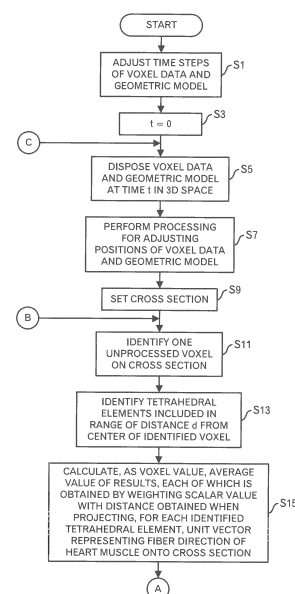 START
ADJUST TIME STEPS
OF VOXEL DATA AND
GEOMETRIC MODEL
S1
t = 0
S3
C
DISPOSE VOXEL DATA
AND GEOMETRIC MODEL
AT TIME t IN 3D SPACE
S5
PERFORM PROCESSING
FOR ADJUSTING
POSITIONS OF VOXEL DATA
AND GEOMETRIC MODEL
S7
SET CROSS SECTION
S9
B
IDENTIFY ONE
UNPROCESSED VOXEL
ON CROSS SECTION
S11
IDENTIFY TETRAHEDRAL
ELEMENTS INCLUDED IN
RANGE OF DISTANCE d FROM
CENTER OF IDENTIFIED VOXEL
S13
CALCULATE, AS VOXEL VALUE, AVERAGE
VALUE OF RESULTS, EACH OF WHICH IS
OBTAINED BY WEIGHTING SCALAR VALUE
WITH DISTANCE OBTAINED WHEN
PROJECTING, FOR EACH IDENTIFIED
TETRAHEDRAL ELEMENT, UNIT VECTOR
REPRESENTING FIBER DIRECTION OF
HEART MUSCLE ONTO CROSS SECTION
S15
A